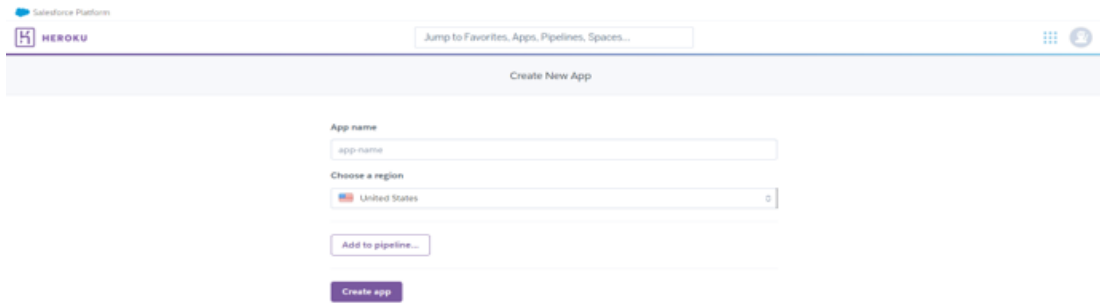 Salesforce Platform
HEROKU
Jump to Favorites, Apps, Pipelines, Spaces...
Create New App
App name
app-name
Choose a region
United States
Add to pipeline...
Create app